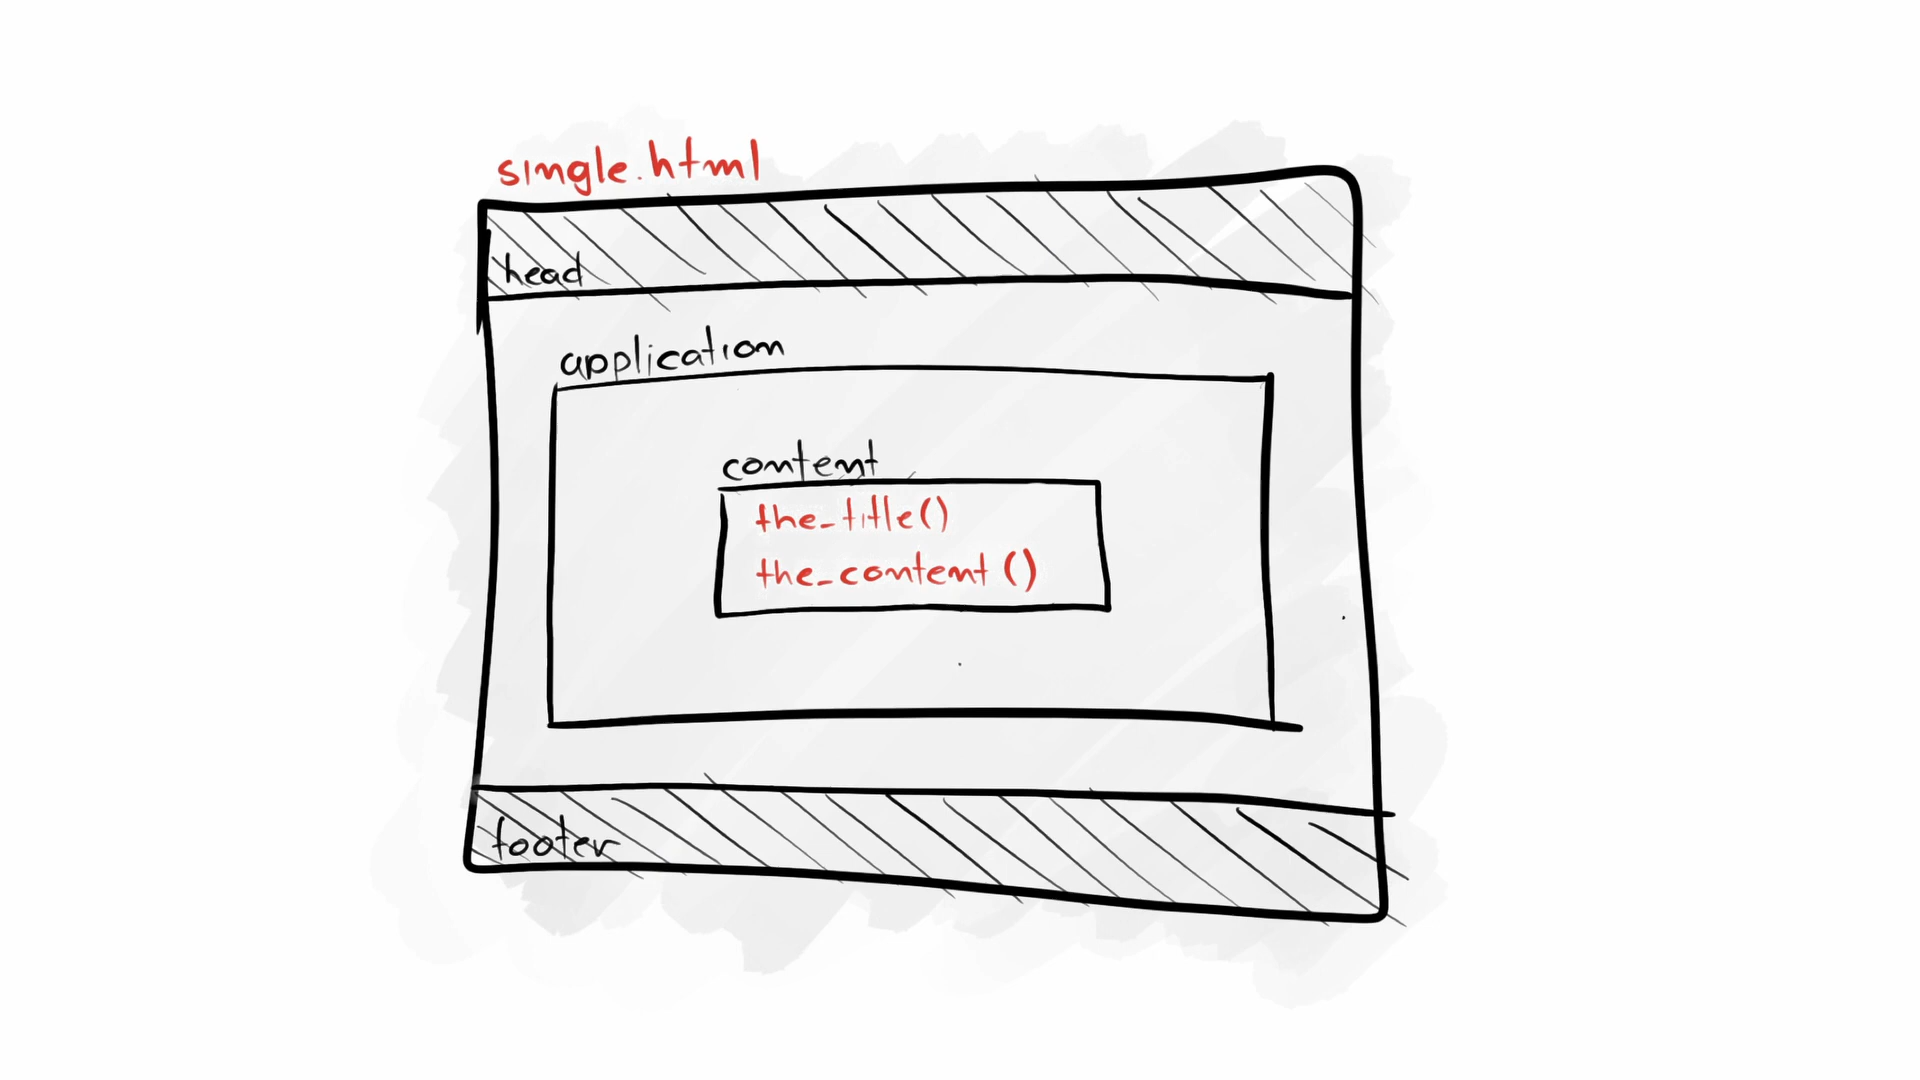 single.html
head
application
content
the_title()
the_content ()
footer